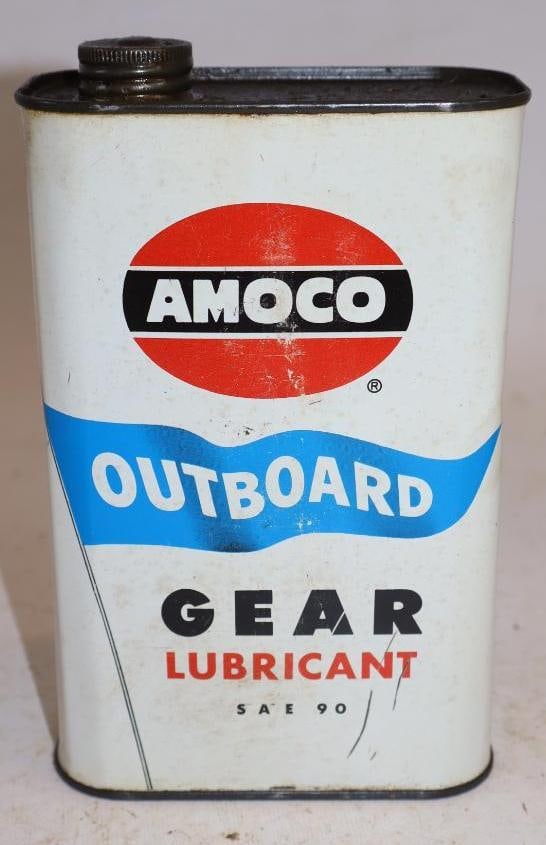 AMOCO
®
OUTBOARD
GEAR
LUBRICANT
SAE 90